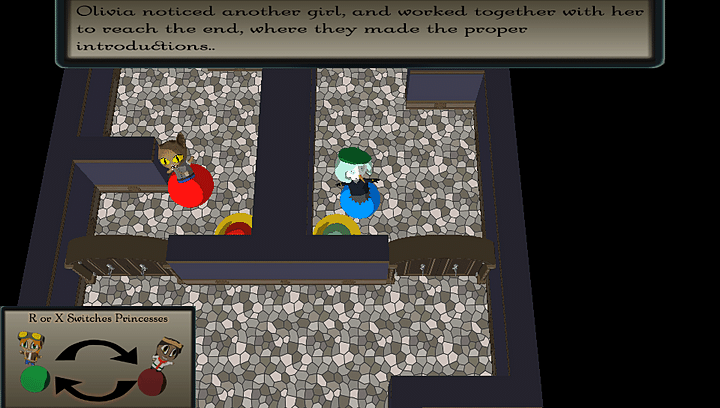 Olivia noticed another girl, and worked together with her
to reach the end, where they made the proper
introductions..
R or X Switches Princesses